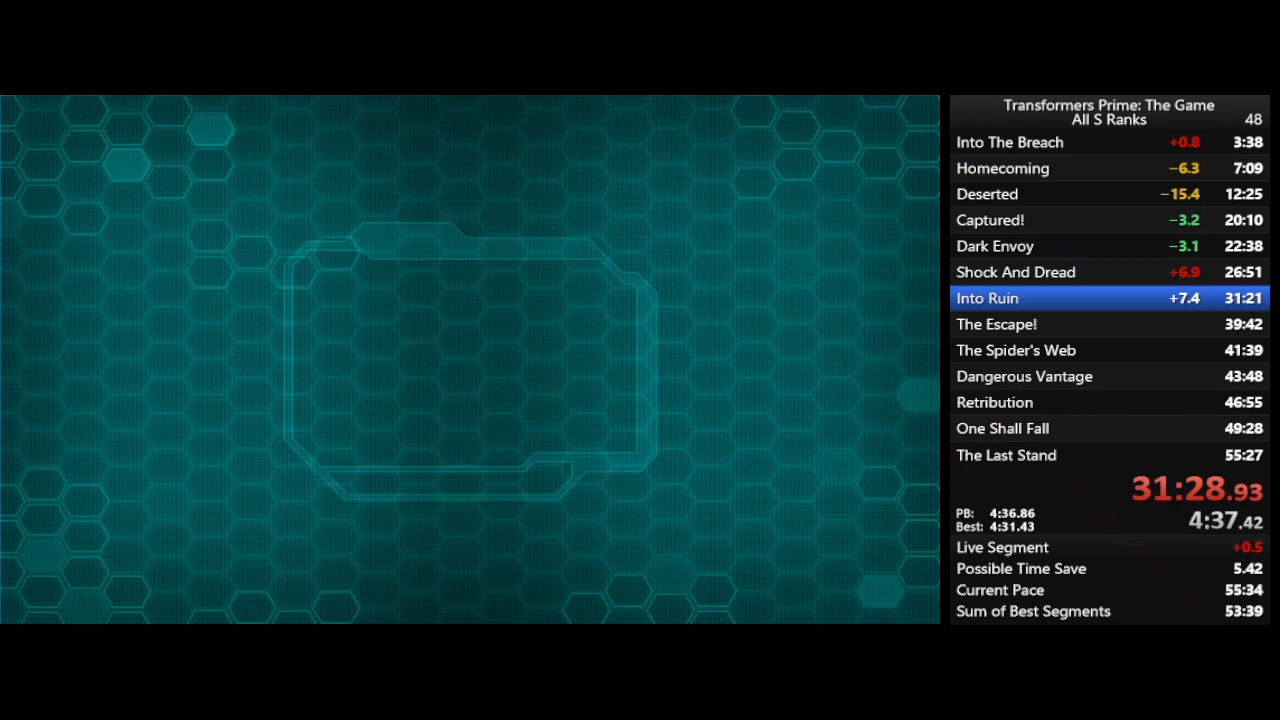 Transformers Prime: The Game
All S Ranks 48
Into The Breach +0.8 3:38
Homecoming −6.3 7:09
Deserted −15.4 12:25
Captured! −3.2 20:10
Dark Envoy −3.1 22:38
Shock And Dread +6.9 26:51
Into Ruin +7.4 31:21
The Escape! 39:42
The Spider's Web 41:39
Dangerous Vantage 43:48
Retribution 46:55
One Shall Fall 49:28
The Last Stand 55:27
31:28.93
PB: 4:36.86
Best: 4:31.43
4:37.42
Live Segment +0.5
Possible Time Save 5.42
Current Pace 55:34
Sum of Best Segments 53:39